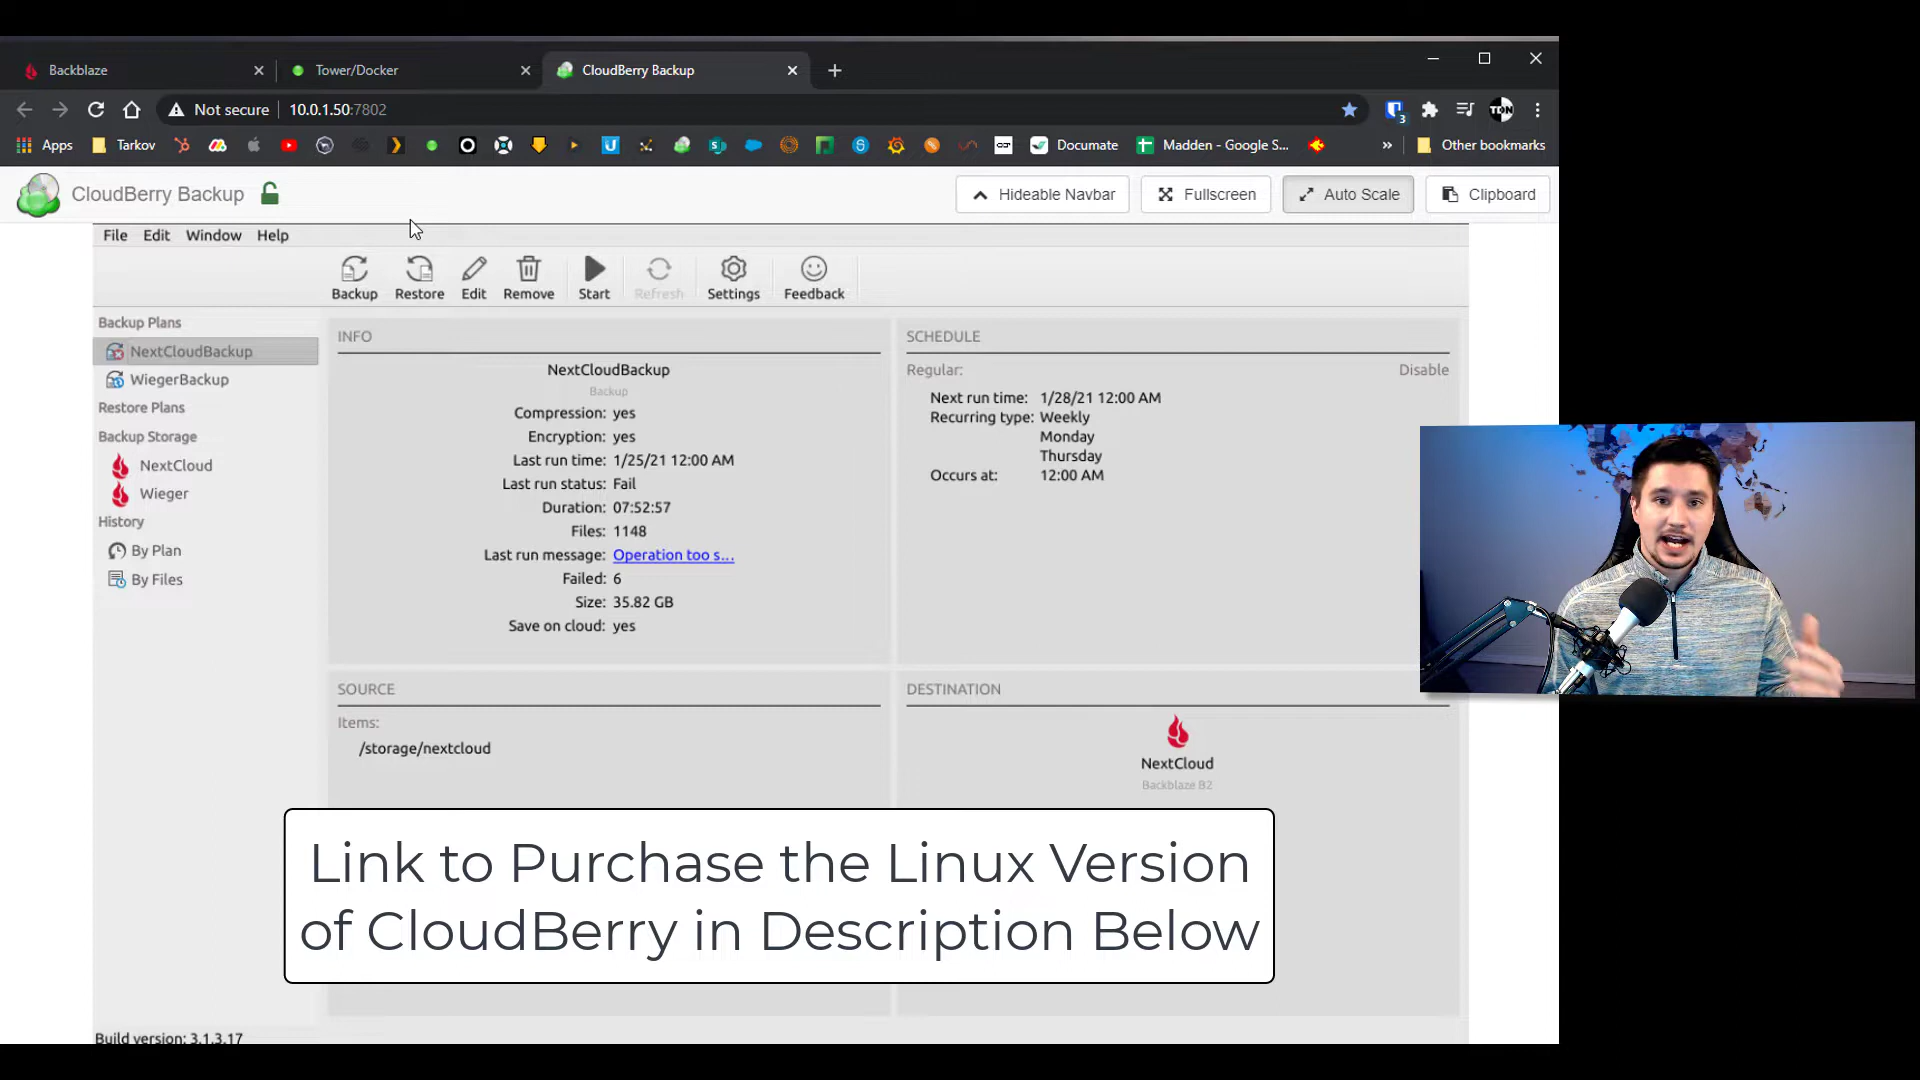 Backblaze
Tower/Docker
CloudBerry Backup
Not secure
10.0.1.50:7802
3
Apps
Tarkov
Documate
Madden - Google S...
»
Other bookmarks
CloudBerry Backup
Hideable Navbar
Fullscreen
Auto Scale
Clipboard
File Edit Window Help
Backup Restore Edit Remove Start Refresh Settings Feedback
Backup Plans
NextCloudBackup
WiegerBackup
Restore Plans
Backup Storage
NextCloud
Wieger
History
By Plan
By Files
INFO
NextCloudBackup
Backup
Compression: yes
Encryption: yes
Last run time: 1/25/21 12:00 AM
Last run status: Fail
Duration: 07:52:57
Files: 1148
Last run message: Operation too s...
Failed: 6
Size: 35.82 GB
Save on cloud: yes
SCHEDULE
Regular: Disable
Next run time: 1/28/21 12:00 AM
Recurring type: Weekly
Monday
Thursday
Occurs at: 12:00 AM
SOURCE
Items:
/storage/nextcloud
DESTINATION
NextCloud
Backblaze B2
Link to Purchase the Linux Version
of CloudBerry in Description Below
Build version: 3.1.3.17